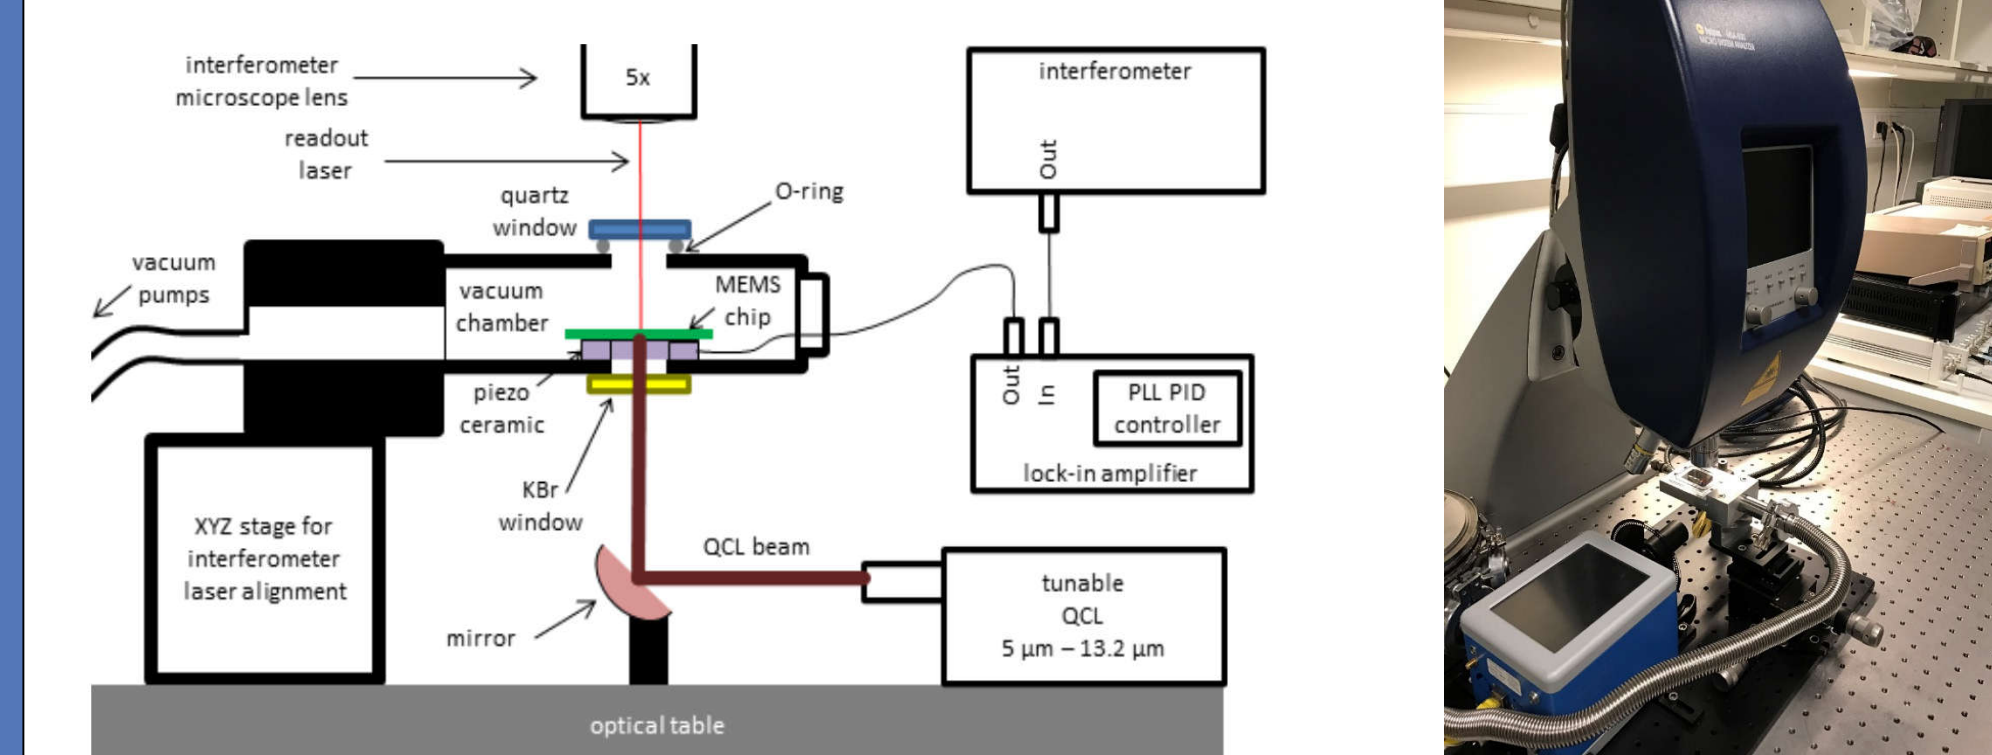 interferometer
microscope lens
5x
interferometer
Out
readout
laser
quartz
window
O-ring
vacuum
pumps
vacuum
chamber
MEMS
chip
piezo
ceramic
Out
In
PLL PID
controller
lock-in amplifier
KBr
window
XYZ stage for
interferometer
laser alignment
QCL beam
tunable
QCL
5 µm – 13.2 µm
mirror
optical table